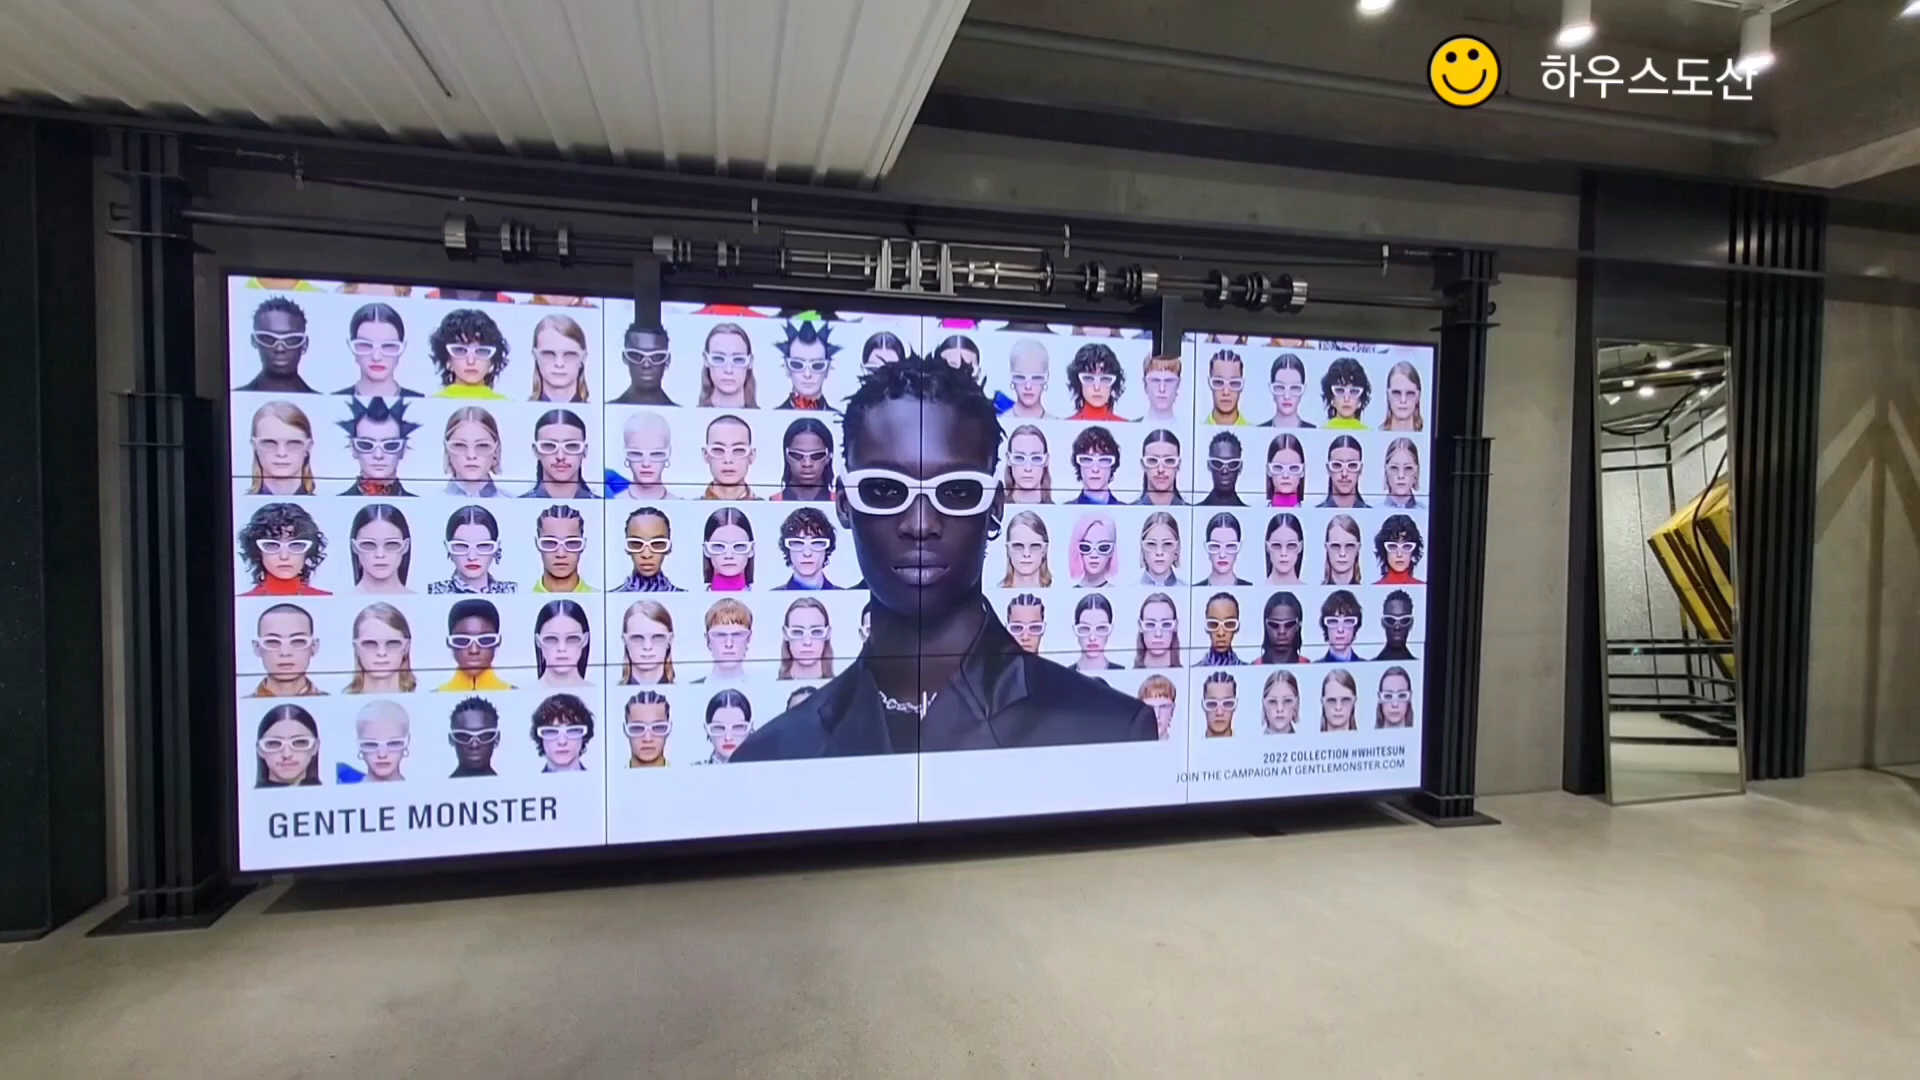 하우스도산
2022 COLLECTION #WHITESUN
JOIN THE CAMPAIGN AT GENTLEMONSTER.COM
GENTLE MONSTER